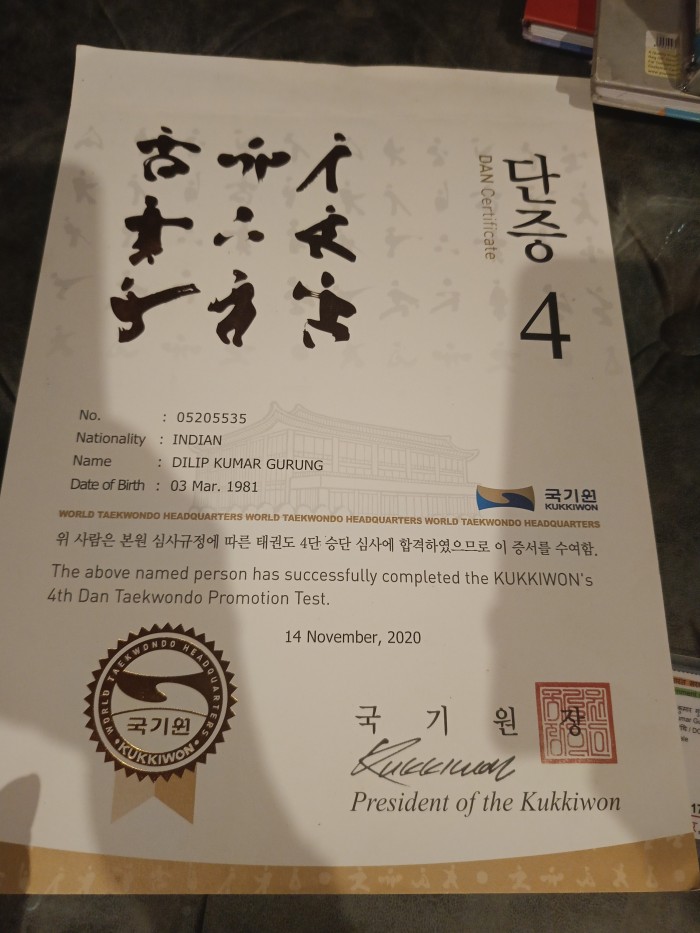 단증
DAN Certificate
4
No. : 05205535
Nationality : INDIAN
Name : DILIP KUMAR GURUNG
Date of Birth : 03 Mar. 1981
국기원
KUKKIWON
WORLD TAEKWONDO HEADQUARTERS WORLD TAEKWONDO HEADQUARTERS WORLD TAEKWONDO HEADQUARTERS
위 사람은 본원 심사규정에 따른 태권도 4단 승단 심사에 합격하였으므로 이 증서를 수여함.
The above named person has successfully completed the KUKKIWON's
4th Dan Taekwondo Promotion Test.
14 November, 2020
WORLD TAEKWONDO HEADQUARTERS
국기원
KUKKIWON
국 기 원 장
Kukkiwon
President of the Kukkiwon